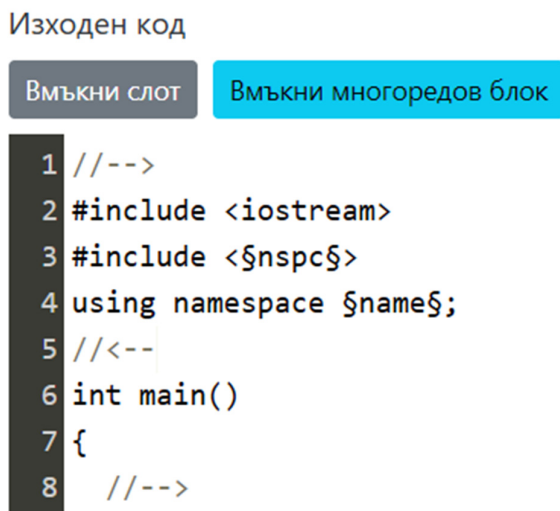 Изходен код
Вмъкни слот Вмъкни многоредов блок
1 //-->
2 #include <iostream>
3 #include <§nspc§>
4 using namespace §name§;
5 //<--
6 int main()
7 {
8 //-->